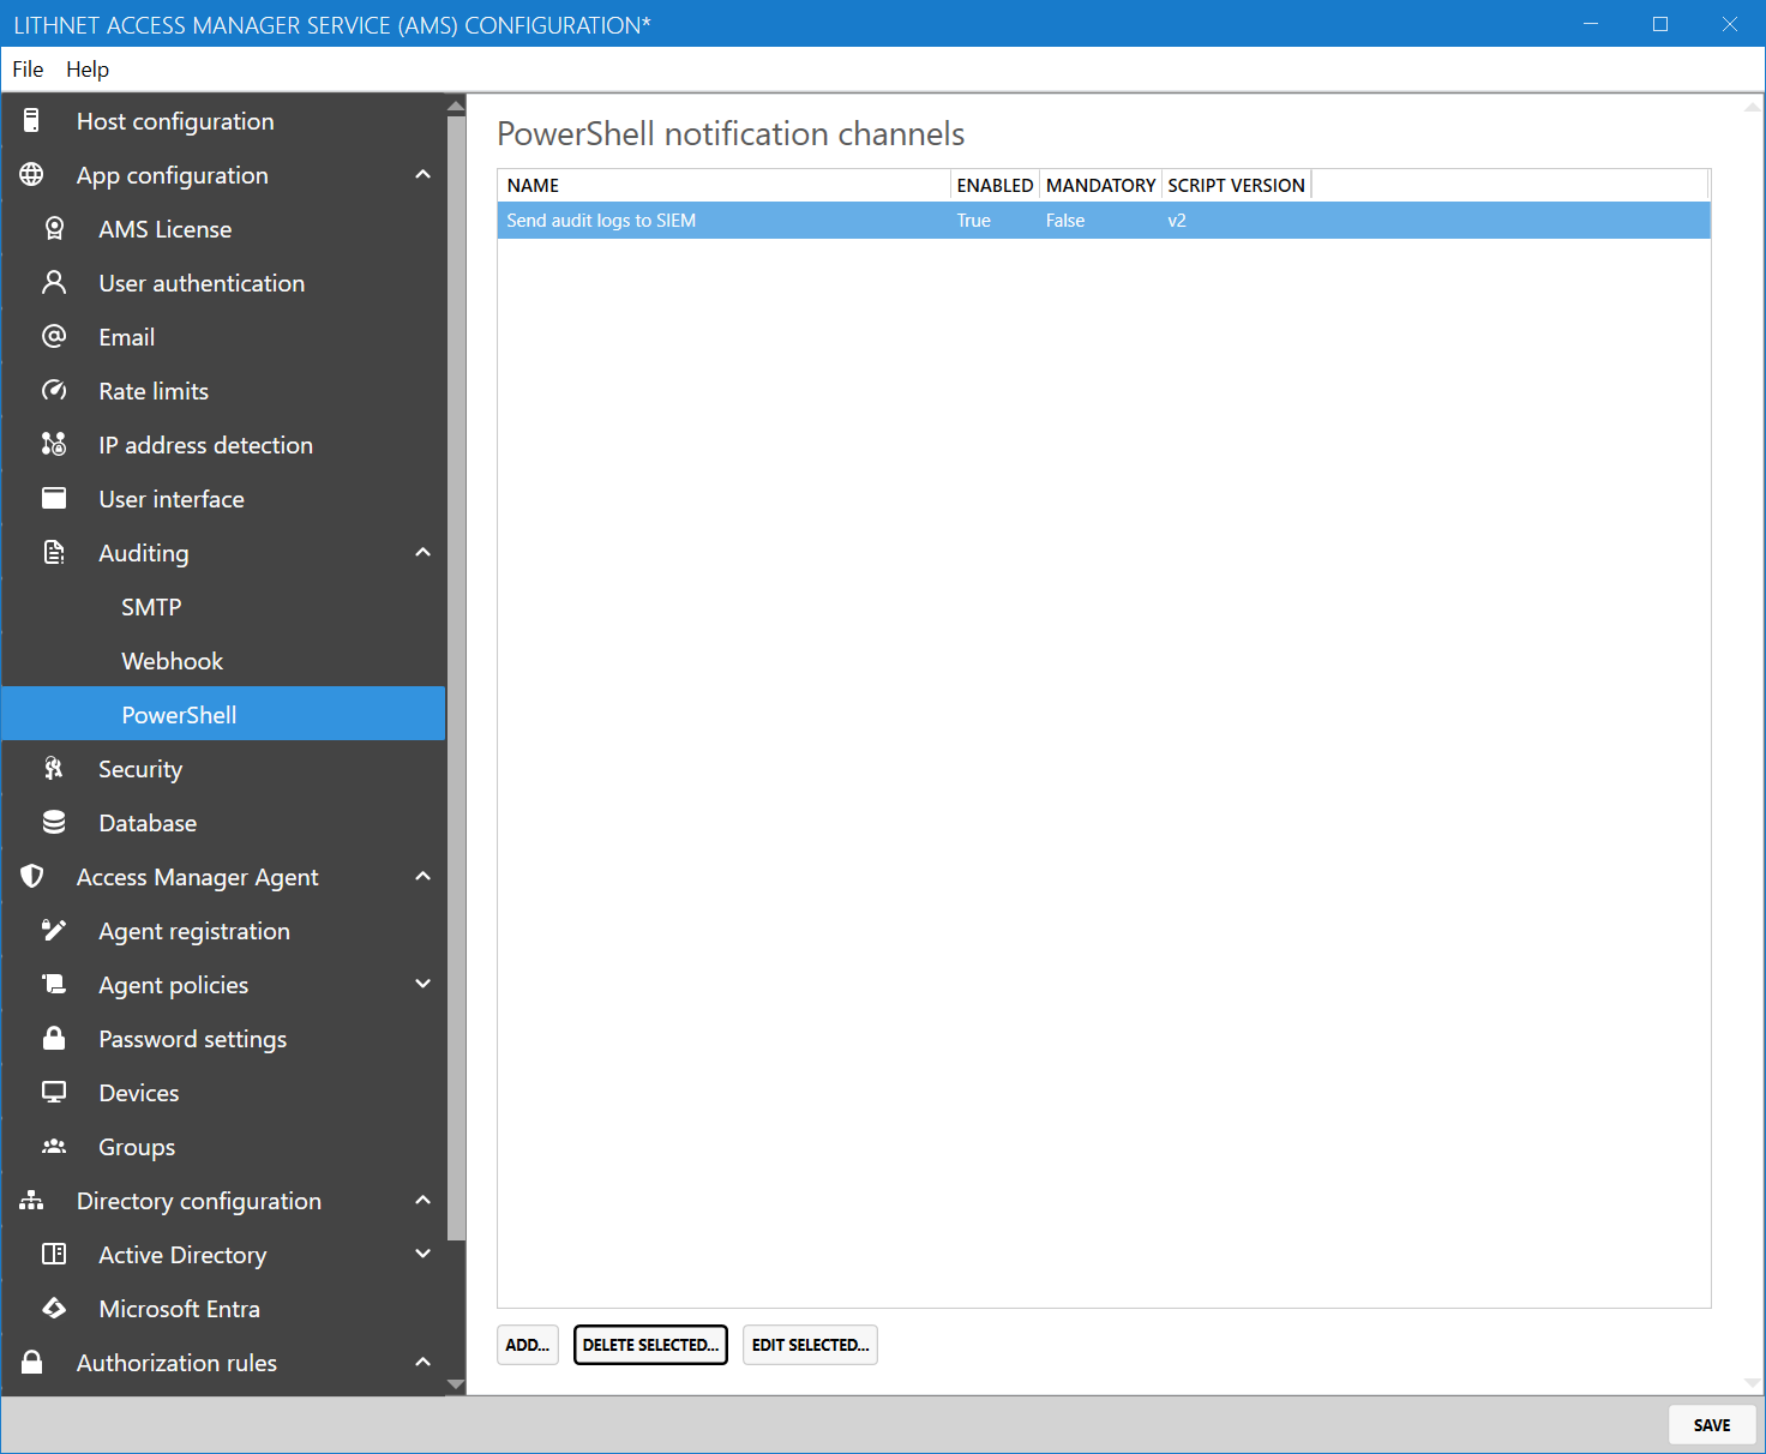 LITHNET ACCESS MANAGER SERVICE (AMS) CONFIGURATION*
File Help
Host configuration
App configuration
AMS License
User authentication
Email
Rate limits
IP address detection
User interface
Auditing
SMTP
Webhook
PowerShell
Security
Database
Access Manager Agent
Agent registration
Agent policies
Password settings
Devices
Groups
Directory configuration
Active Directory
Microsoft Entra
Authorization rules
PowerShell notification channels
NAME ENABLED MANDATORY SCRIPT VERSION
Send audit logs to SIEM True False v2
ADD... DELETE SELECTED... EDIT SELECTED...
SAVE